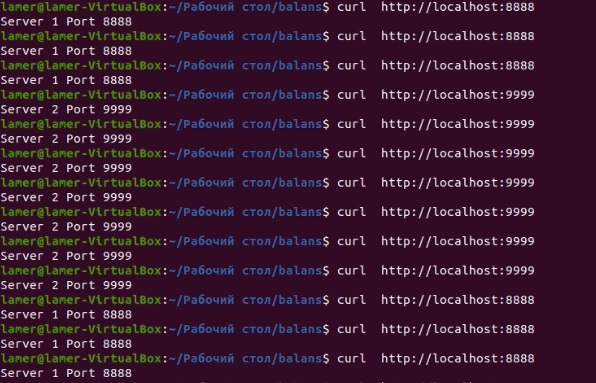 lamer@lamer-VirtualBox:~/Рабочий стол/balans$ curl  http://localhost:8888
Server 1 Port 8888
lamer@lamer-VirtualBox:~/Рабочий стол/balans$ curl  http://localhost:8888
Server 1 Port 8888
lamer@lamer-VirtualBox:~/Рабочий стол/balans$ curl  http://localhost:8888
Server 1 Port 8888
lamer@lamer-VirtualBox:~/Рабочий стол/balans$ curl  http://localhost:9999
Server 2 Port 9999
lamer@lamer-VirtualBox:~/Рабочий стол/balans$ curl  http://localhost:9999
Server 2 Port 9999
lamer@lamer-VirtualBox:~/Рабочий стол/balans$ curl  http://localhost:9999
Server 2 Port 9999
lamer@lamer-VirtualBox:~/Рабочий стол/balans$ curl  http://localhost:9999
Server 2 Port 9999
lamer@lamer-VirtualBox:~/Рабочий стол/balans$ curl  http://localhost:9999
Server 2 Port 9999
lamer@lamer-VirtualBox:~/Рабочий стол/balans$ curl  http://localhost:9999
Server 2 Port 9999
lamer@lamer-VirtualBox:~/Рабочий стол/balans$ curl  http://localhost:9999
Server 2 Port 9999
lamer@lamer-VirtualBox:~/Рабочий стол/balans$ curl  http://localhost:8888
Server 1 Port 8888
lamer@lamer-VirtualBox:~/Рабочий стол/balans$ curl  http://localhost:8888
Server 1 Port 8888
lamer@lamer-VirtualBox:~/Рабочий стол/balans$ curl  http://localhost:8888
Server 1 Port 8888